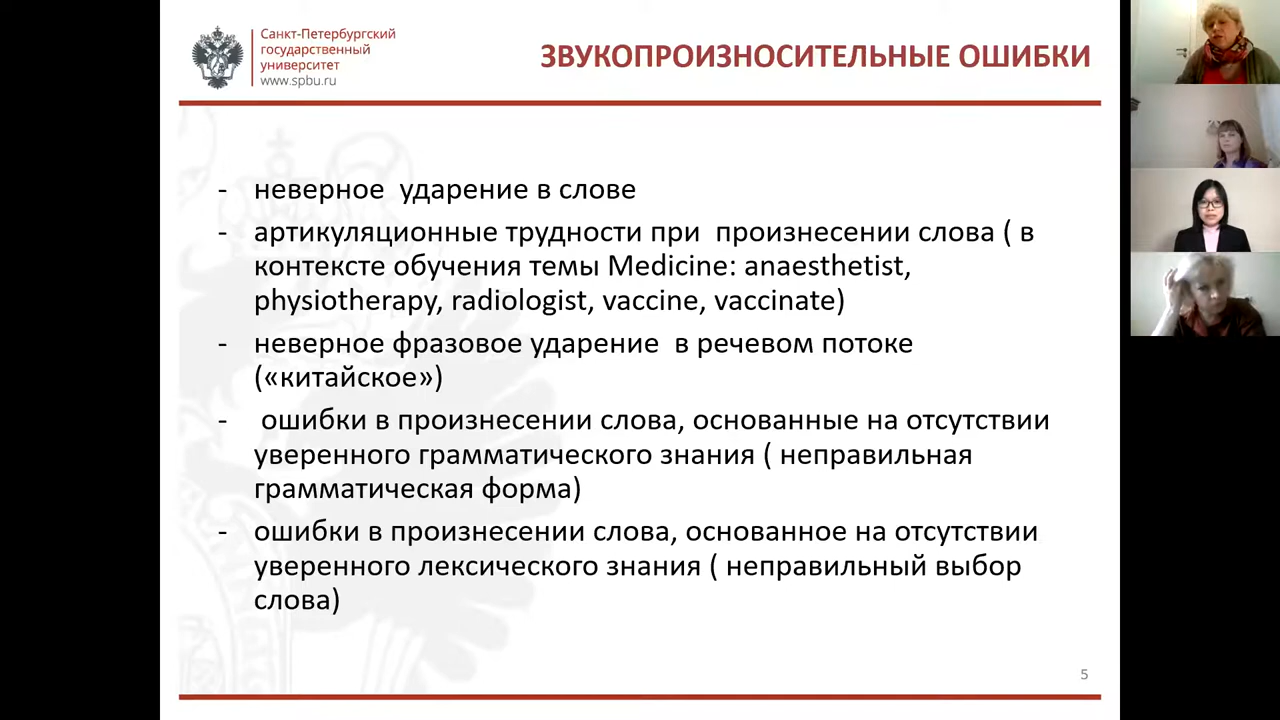 Санкт-Петербургский
государственный
университет
www.spbu.ru
ЗВУКОПРОИЗНОСИТЕЛЬНЫЕ ОШИБКИ
- неверное ударение в слове
- артикуляционные трудности при произнесении слова ( в
контексте обучения темы Medicine: anaesthetist,
physiotherapy, radiologist, vaccine, vaccinate)
- неверное фразовое ударение в речевом потоке
(«китайское»)
- ошибки в произнесении слова, основанные на отсутствии
уверенного грамматического знания ( неправильная
грамматическая форма)
- ошибки в произнесении слова, основанное на отсутствии
уверенного лексического знания ( неправильный выбор
слова)
5